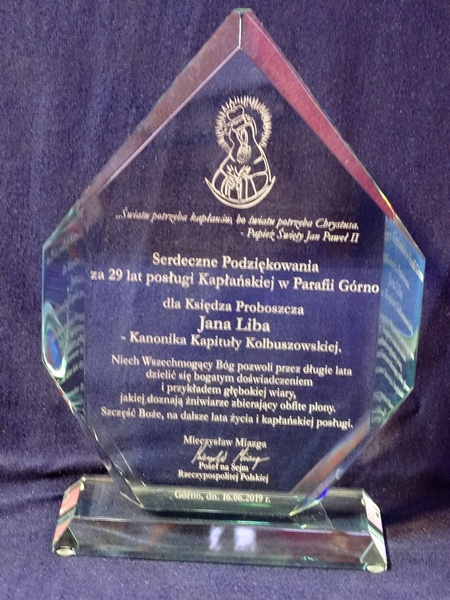 „Światu potrzeba kapłanów, bo światu potrzeba Chrystusa.
- Papież Święty Jan Paweł II
Serdeczne Podziękowania
za 29 lat posługi Kapłańskiej w Parafii Górno
dla Księdza Proboszcza
Jana Liba
- Kanonika Kapituły Kolbuszowskiej.
Niech Wszechmogący Bóg pozwoli przez długie lata
dzielić się bogatym doświadczeniem
i przykładem głębokiej wiary,
jakiej doznają żniwiarze zbierający obfite plony.
Szczęść Boże, na dalsze lata życia i kapłańskiej posługi.
Mieczysław Miazga
Poseł na Sejm
Rzeczypospolitej Polskiej
Górno, dn. 16.06.2019 r.